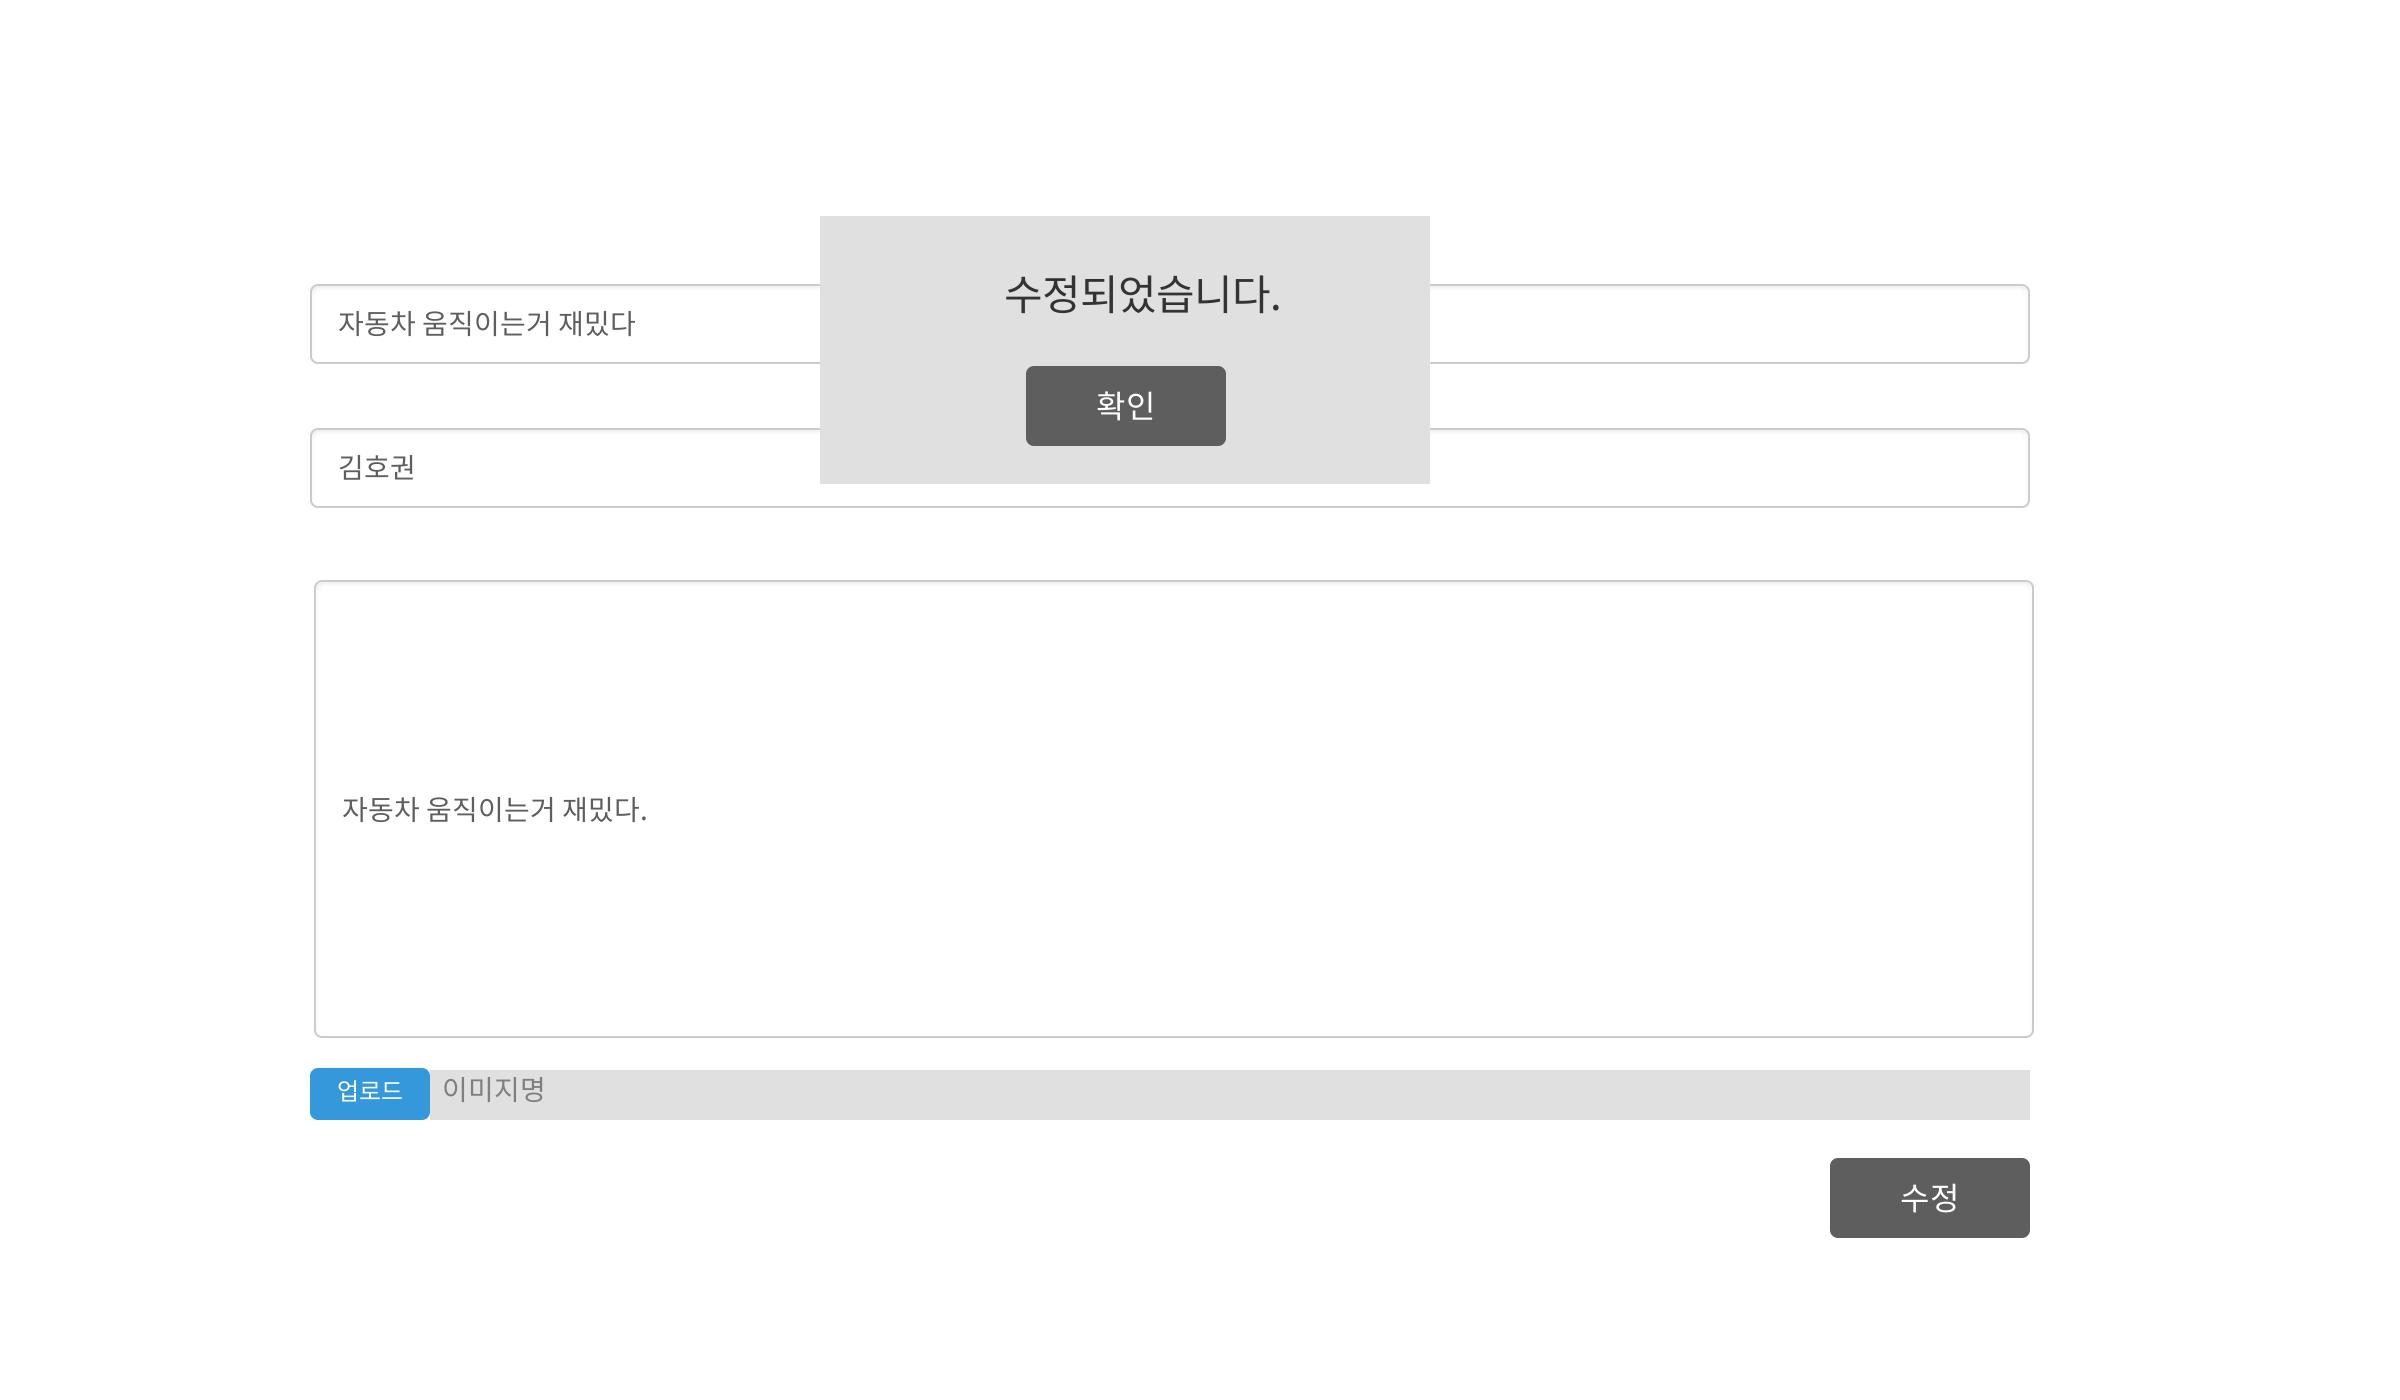 수정되었습니다.
자동차 움직이는거 재밌다
확인
김호권
자동차 움직이는거 재밌다.
업로드 이미지명
수정